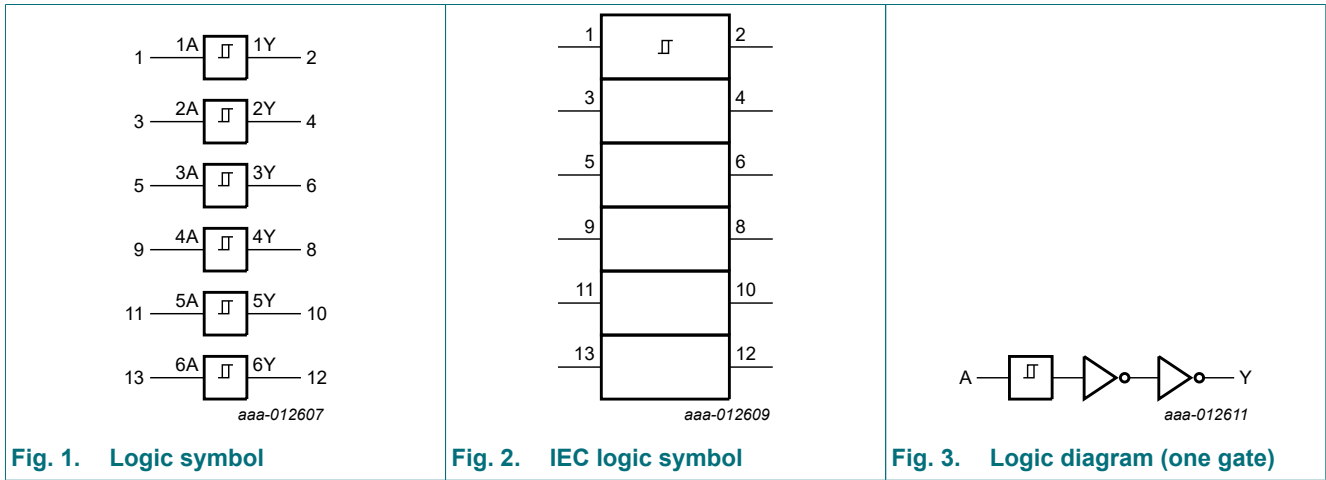 1 1A 1Y 2
3 2A 2Y 4
5 3A 3Y 6
9 4A 4Y 8
11 5A 5Y 10
13 6A 6Y 12
aaa-012607
Fig. 1. Logic symbol
1 2
3 4
5 6
9 8
11 10
13 12
aaa-012609
Fig. 2. IEC logic symbol
A Y
aaa-012611
Fig. 3. Logic diagram (one gate)